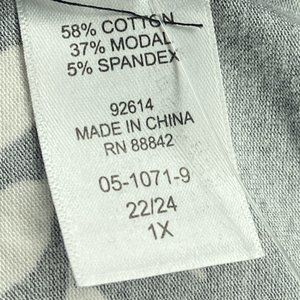 58% COTTON
37% MODAL
5% SPANDEX
92614
MADE IN CHINA
RN 88842
05-1071-9
22/24
1X